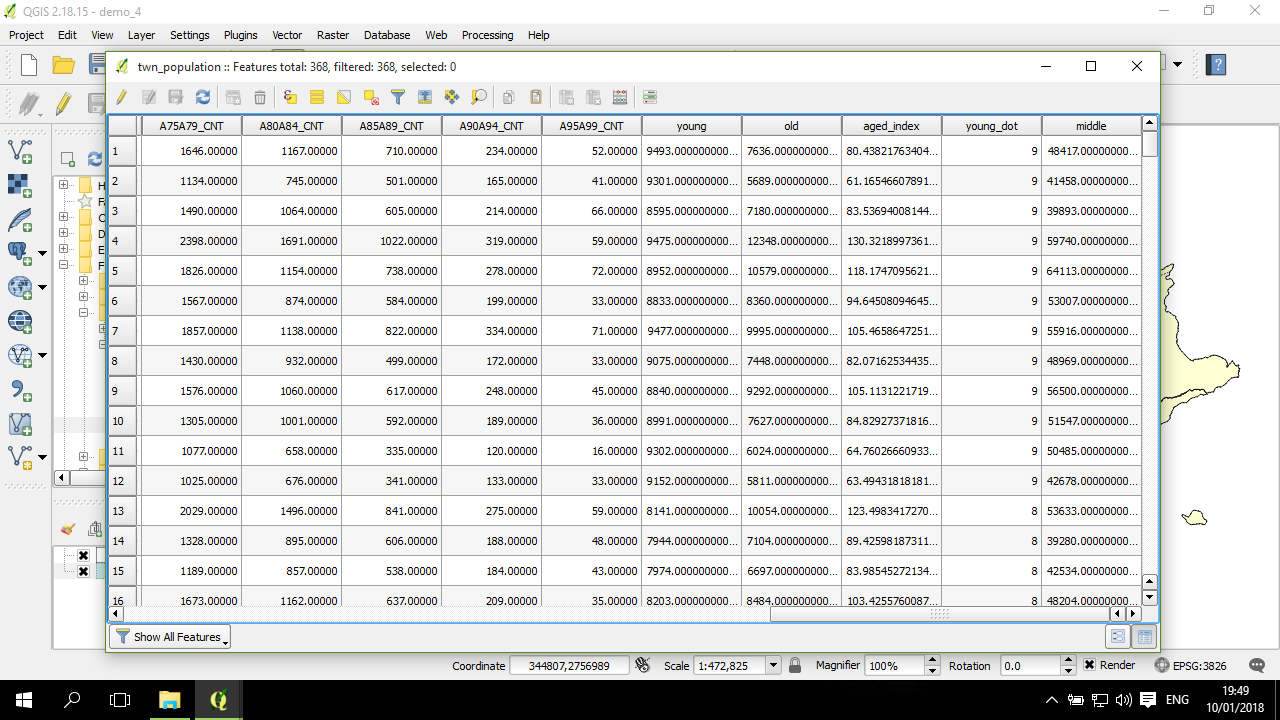 QGIS 2.18.15 - demo_4
Project Edit View Layer Settings Plugins Vector Raster Database Web Processing Help
twn_population :: Features total: 368, filtered: 368, selected: 0
A75A79_CNT A80A84_CNT A85A89_CNT A90A94_CNT A95A99_CNT young old aged_index young_dot middle
1 1646.00000 1167.00000 710.00000 234.00000 52.00000 9493.000000000... 7636.000000000... 80.43821763404... 9 48417.00000000...
2 1134.00000 745.00000 501.00000 165.00000 41.00000 9301.000000000... 5689.000000000... 61.16546607891... 9 41458.00000000...
3 1490.00000 1064.00000 605.00000 214.00000 66.00000 8595.000000000... 7180.000000000... 83.53694008144... 9 39893.00000000...
4 2398.00000 1691.00000 1022.00000 319.00000 59.00000 9475.000000000... 12348.00000000... 130.3218997361... 9 59740.00000000...
5 1826.00000 1154.00000 738.00000 278.00000 72.00000 8952.000000000... 10579.00000000... 118.1747095621... 9 64113.00000000...
6 1567.00000 874.00000 584.00000 199.00000 33.00000 8833.000000000... 8360.000000000... 94.64508094645... 9 53007.00000000...
7 1857.00000 1138.00000 822.00000 334.00000 71.00000 9477.000000000... 9995.000000000... 105.4658647251... 9 55916.00000000...
8 1430.00000 932.00000 499.00000 172.00000 33.00000 9075.000000000... 7448.000000000... 82.07162534435... 9 48969.00000000...
9 1576.00000 1060.00000 617.00000 248.00000 45.00000 8840.000000000... 9292.000000000... 105.1131221719... 9 56500.00000000...
10 1305.00000 1001.00000 592.00000 189.00000 36.00000 8991.000000000... 7627.000000000... 84.82927371816... 9 51547.00000000...
11 1077.00000 658.00000 335.00000 120.00000 16.00000 9302.000000000... 6024.000000000... 64.76026660933... 9 50485.00000000...
12 1025.00000 676.00000 341.00000 133.00000 33.00000 9152.000000000... 5811.000000000... 63.49431818181... 9 42678.00000000...
13 2029.00000 1496.00000 841.00000 275.00000 59.00000 8141.000000000... 10054.00000000... 123.4983417270... 8 53633.00000000...
14 1328.00000 895.00000 606.00000 188.00000 48.00000 7944.000000000... 7104.000000000... 89.42598187311... 8 39280.00000000...
15 1189.00000 857.00000 538.00000 184.00000 43.00000 7974.000000000... 6697.000000000... 83.98545272134... 8 42534.00000000...
16 1673.00000 1162.00000 637.00000 209.00000 35.00000 8203.000000000... 8484.000000000... 103.4255760087... 8 48204.00000000...
Show All Features
Coordinate 344807,2756989 Scale 1:472,825 Magnifier 100% Rotation 0.0 Render EPSG:3826
ENG
19:49
10/01/2018